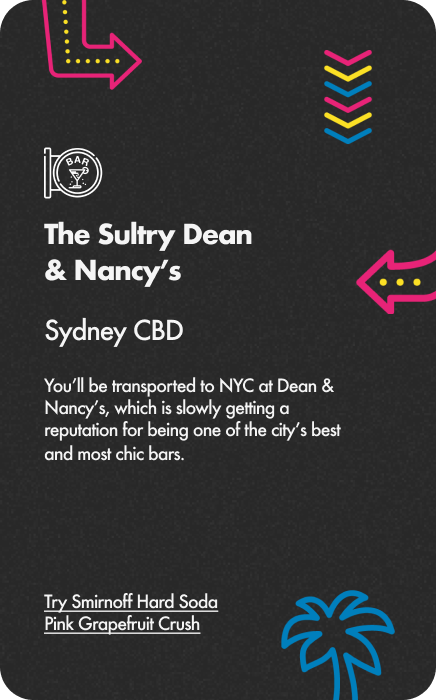 BAR
The Sultry Dean
& Nancy’s
Sydney CBD
You’ll be transported to NYC at Dean &
Nancy’s, which is slowly getting a
reputation for being one of the city’s best
and most chic bars.
Try Smirnoff Hard Soda
Pink Grapefruit Crush